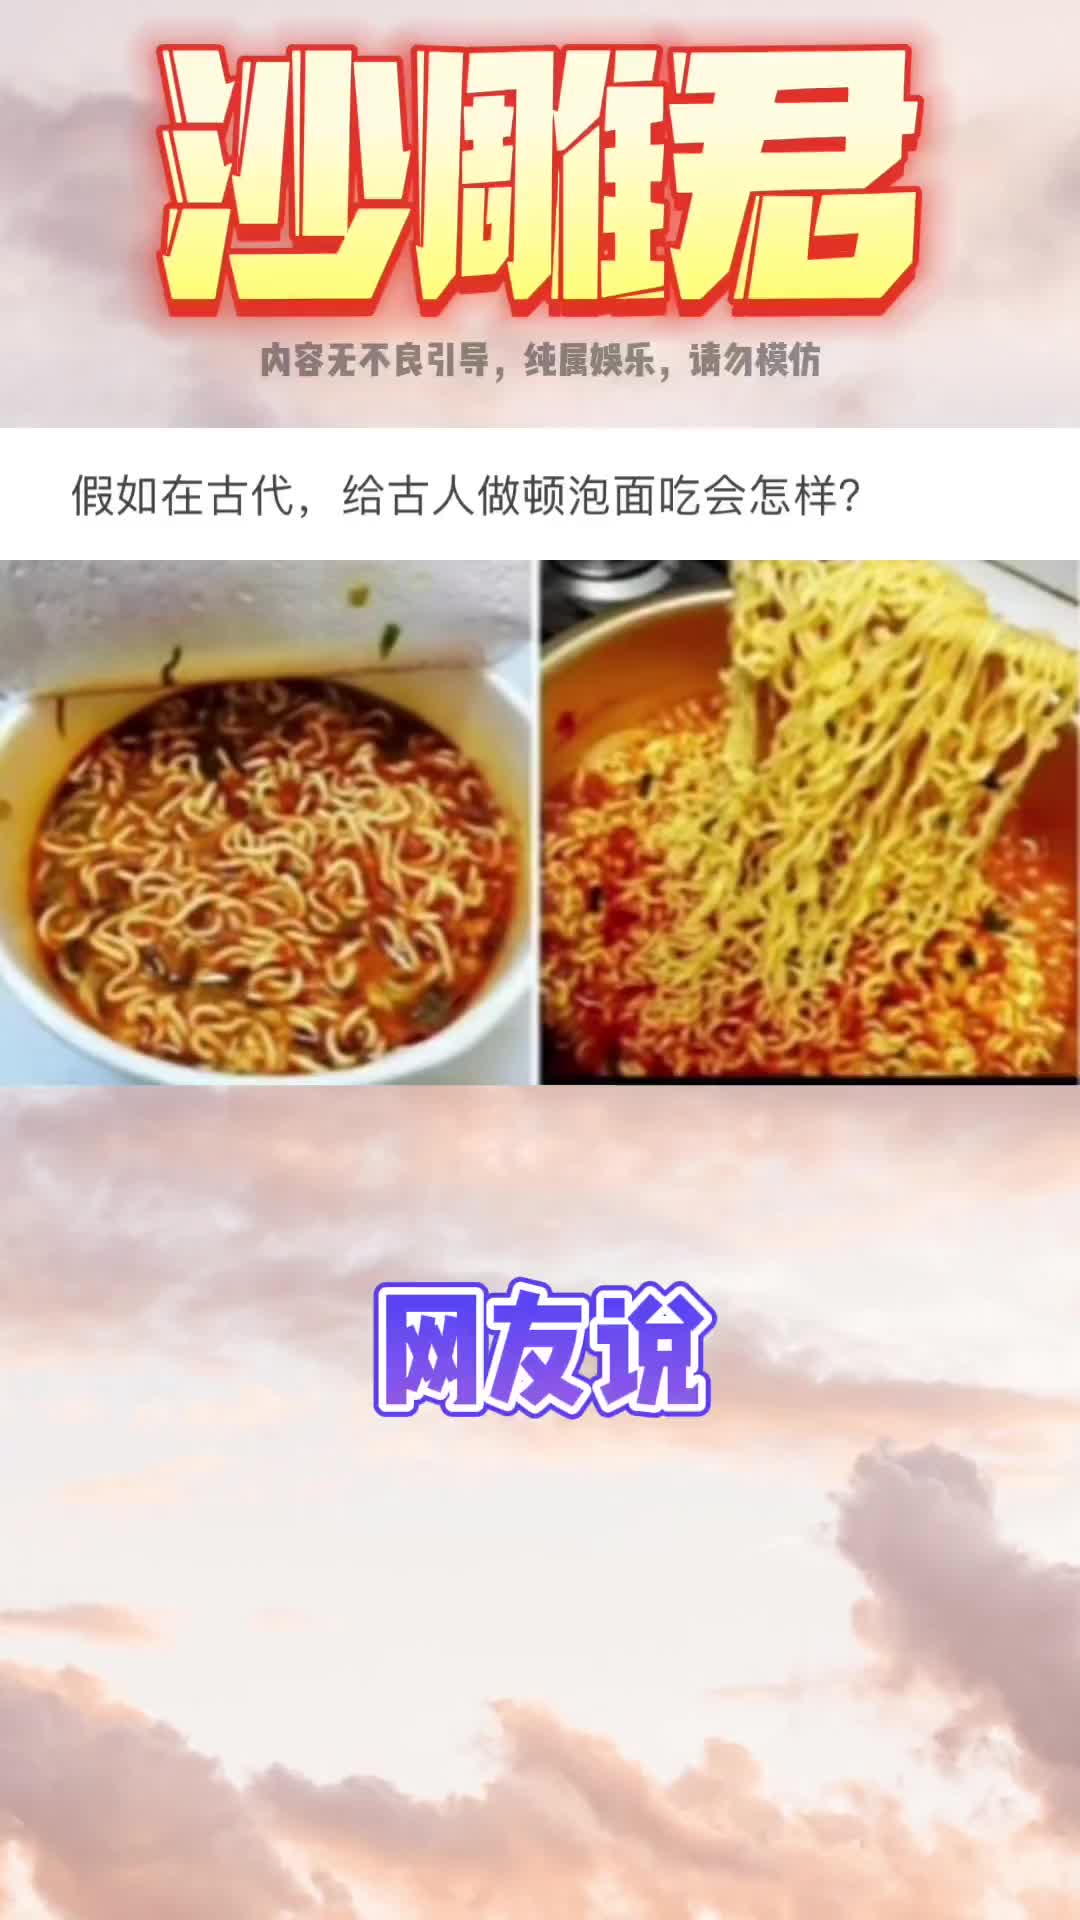 沙雕君
内容无不良引导，纯属娱乐，请勿模仿
假如在古代，给古人做顿泡面吃会怎样？
网友说